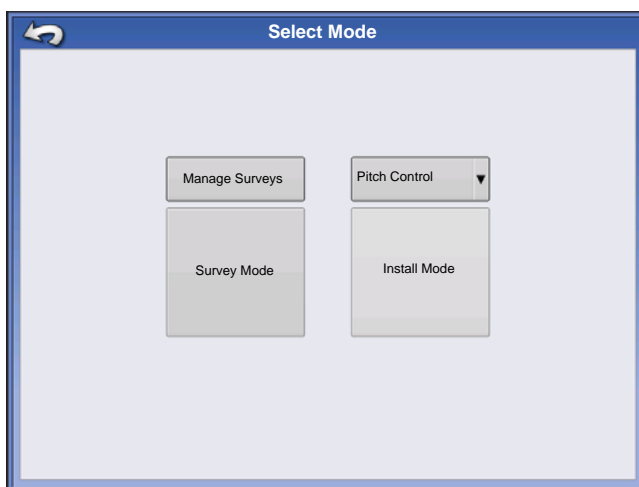 Select Mode
Manage Surveys
Pitch Control
Survey Mode
Install Mode